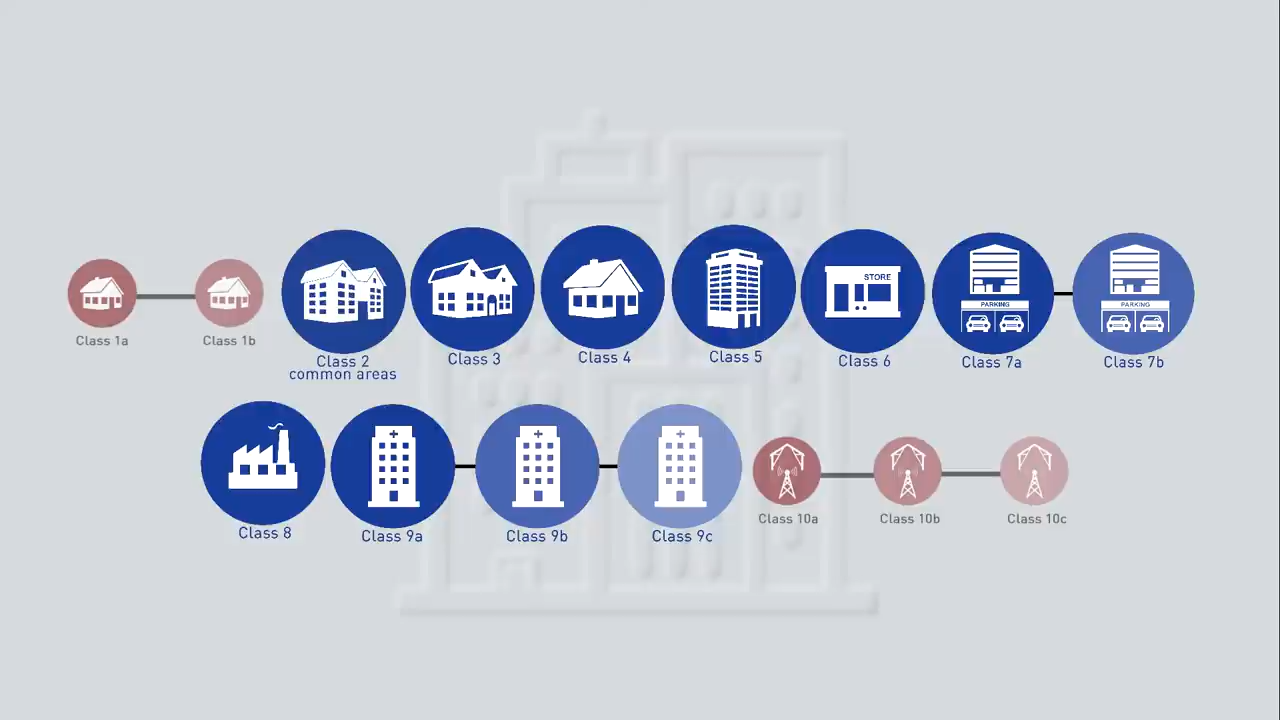 Class 1a
Class 1b
Class 2
common areas
Class 3
Class 4
Class 5
STORE
Class 6
PARKING
Class 7a
PARKING
Class 7b
Class 8
Class 9a
Class 9b
Class 9c
Class 10a
Class 10b
Class 10c